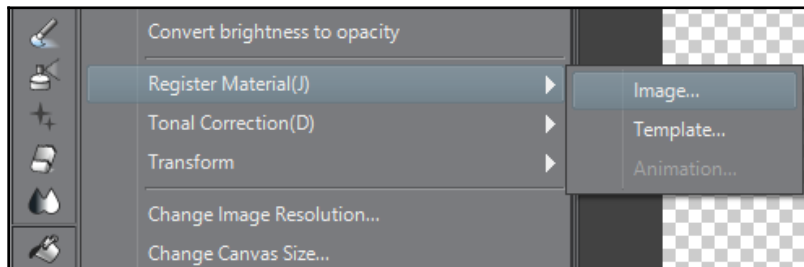 Convert brightness to opacity
Register Material(J)
Image...
Tonal Correction(D)
Template...
Transform
Animation...
Change Image Resolution...
Change Canvas Size...